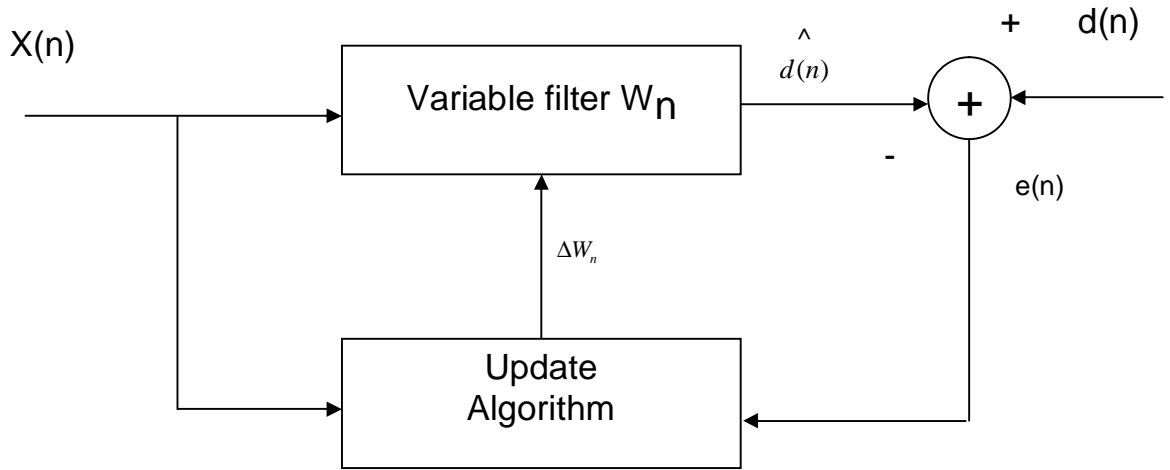 + d(n)
X(n)
^
d(n)
Variable filter Wn
+
-
e(n)
ΔWn
Update
Algorithm